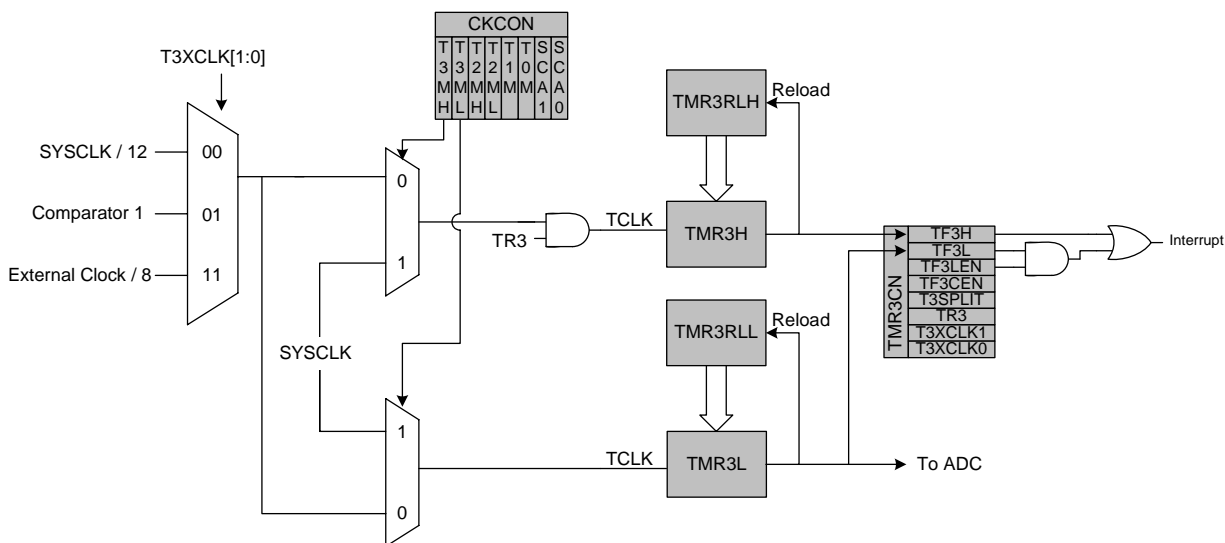 CKCON
T3MH
T3ML
T2MH
T2ML
T1M
T0M
SCA1
SCA0
T3XCLK[1:0]
SYSCLK / 12
00
Comparator 1
01
External Clock / 8
11
0
1
TR3
TCLK
TMR3RLH
Reload
TMR3H
SYSCLK
1
0
TCLK
TMR3RLL
Reload
TMR3L
To ADC
TMR3CN
TF3H
TF3L
TF3LEN
TF3CEN
T3SPLIT
TR3
T3XCLK1
T3XCLK0
Interrupt